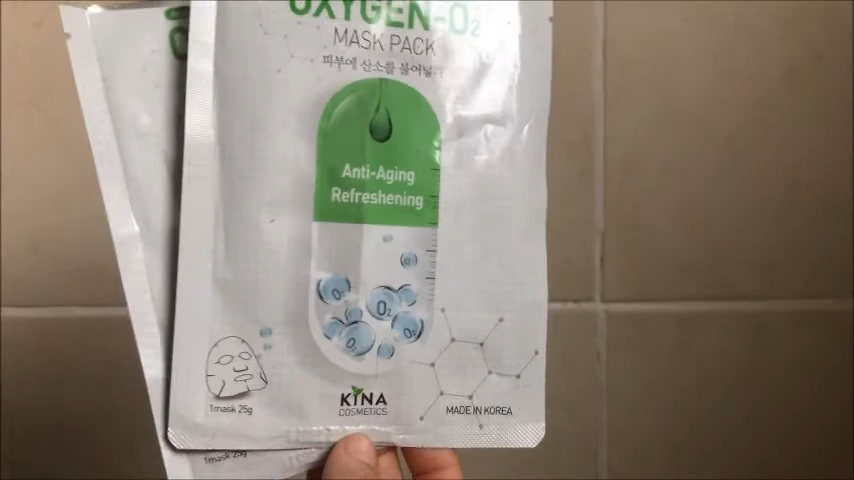 OXYGEN-O2
MASK PACK
피부에 산소를 불어넣
Anti-Aging
Refreshening
O2
O2
O2
O2
1mask 25g
KINA
COSMETICS
MADE IN KOREA
1mask 25g